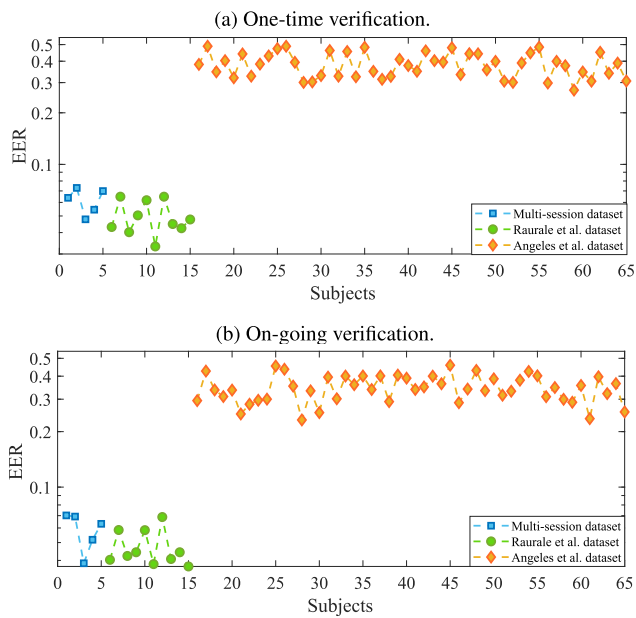 (a) One-time verification.
0.5
0.4
0.3
0.2
0.1
EER
0 5 10 15 20 25 30 35 40 45 50 55 60 65
Subjects
Multi-session dataset
Raurale et al. dataset
Angeles et al. dataset
(b) On-going verification.
0.5
0.4
0.3
0.2
0.1
EER
0 5 10 15 20 25 30 35 40 45 50 55 60 65
Subjects
Multi-session dataset
Raurale et al. dataset
Angeles et al. dataset